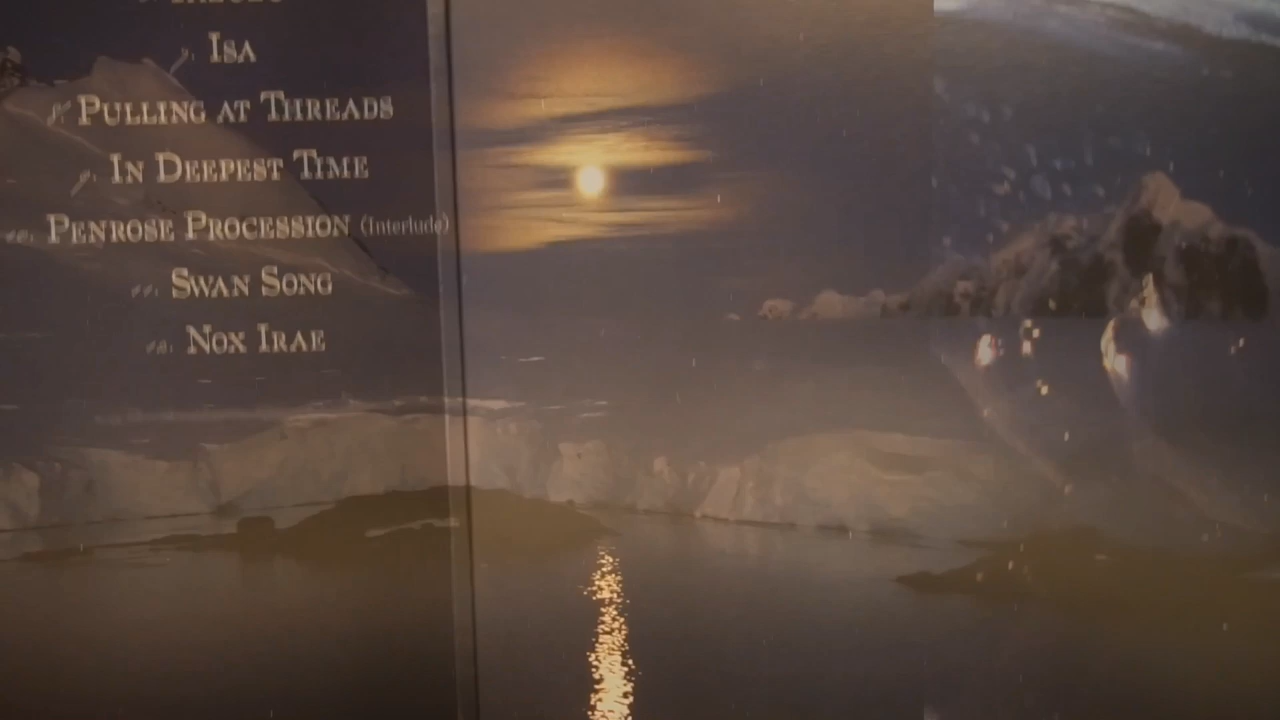 Isa
Pulling at Threads
In Deepest Time
Penrose Procession (Interlude)
Swan Song
Nox Irae